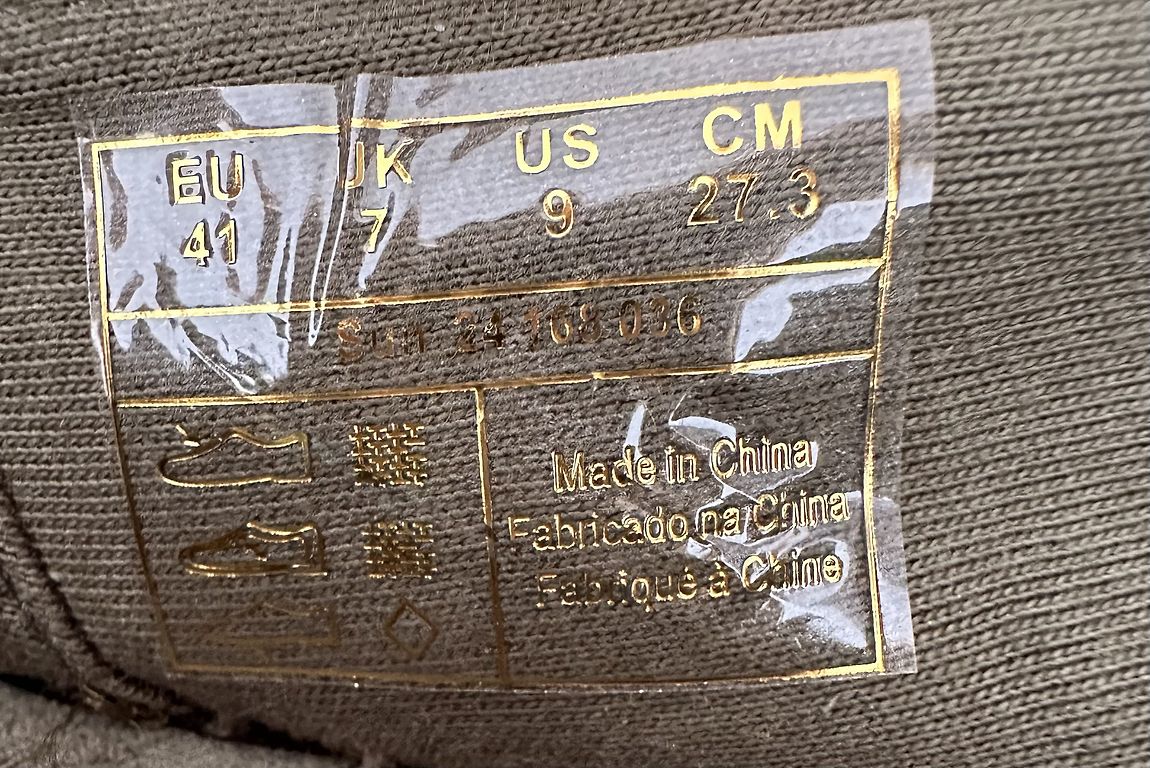 EU UK US CM
41 7 9 27.3
Sun 24 168 036
Made in China
Fabricado na China
Fabriqué à Chine